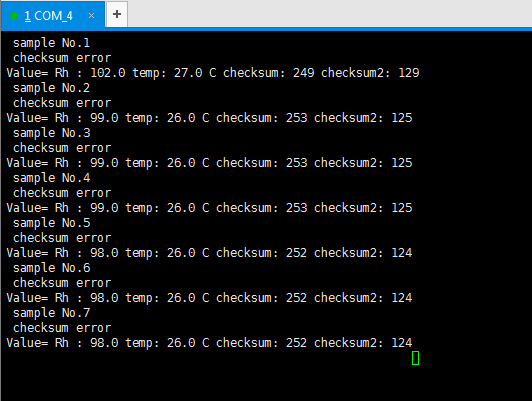 1 COM_4 × +
sample No.1
checksum error
Value= Rh : 102.0 temp: 27.0 C checksum: 249 checksum2: 129
sample No.2
checksum error
Value= Rh : 99.0 temp: 26.0 C checksum: 253 checksum2: 125
sample No.3
checksum error
Value= Rh : 99.0 temp: 26.0 C checksum: 253 checksum2: 125
sample No.4
checksum error
Value= Rh : 99.0 temp: 26.0 C checksum: 253 checksum2: 125
sample No.5
checksum error
Value= Rh : 98.0 temp: 26.0 C checksum: 252 checksum2: 124
sample No.6
checksum error
Value= Rh : 98.0 temp: 26.0 C checksum: 252 checksum2: 124
sample No.7
checksum error
Value= Rh : 98.0 temp: 26.0 C checksum: 252 checksum2: 124